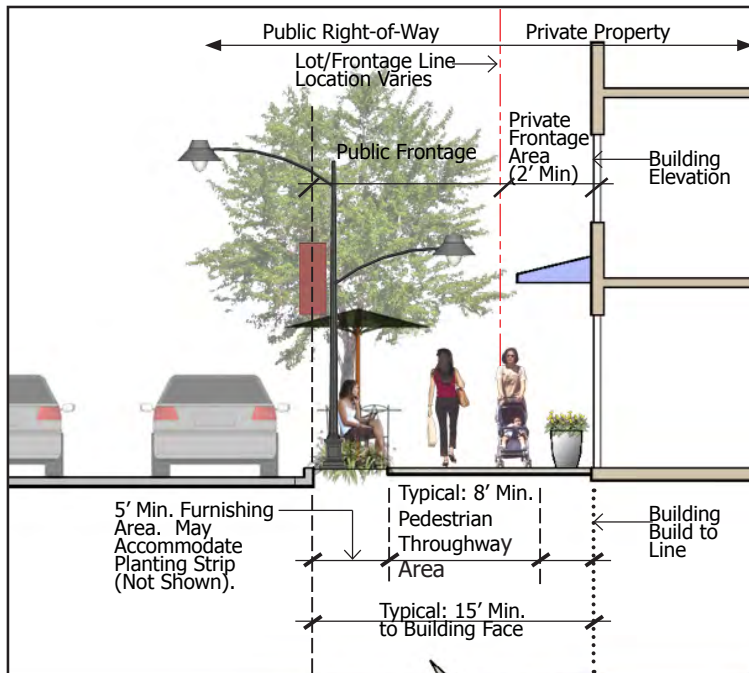 Public Right-of-Way
Private Property
Lot/Frontage Line
Location Varies
Private
Frontage
Area
(2' Min)
Public Frontage
Building
Elevation
5' Min. Furnishing
Area. May
Accommodate
Planting Strip
(Not Shown).
Typical: 8' Min.
Pedestrian
Throughway
Area
Building
Build to
Line
Typical: 15' Min.
to Building Face